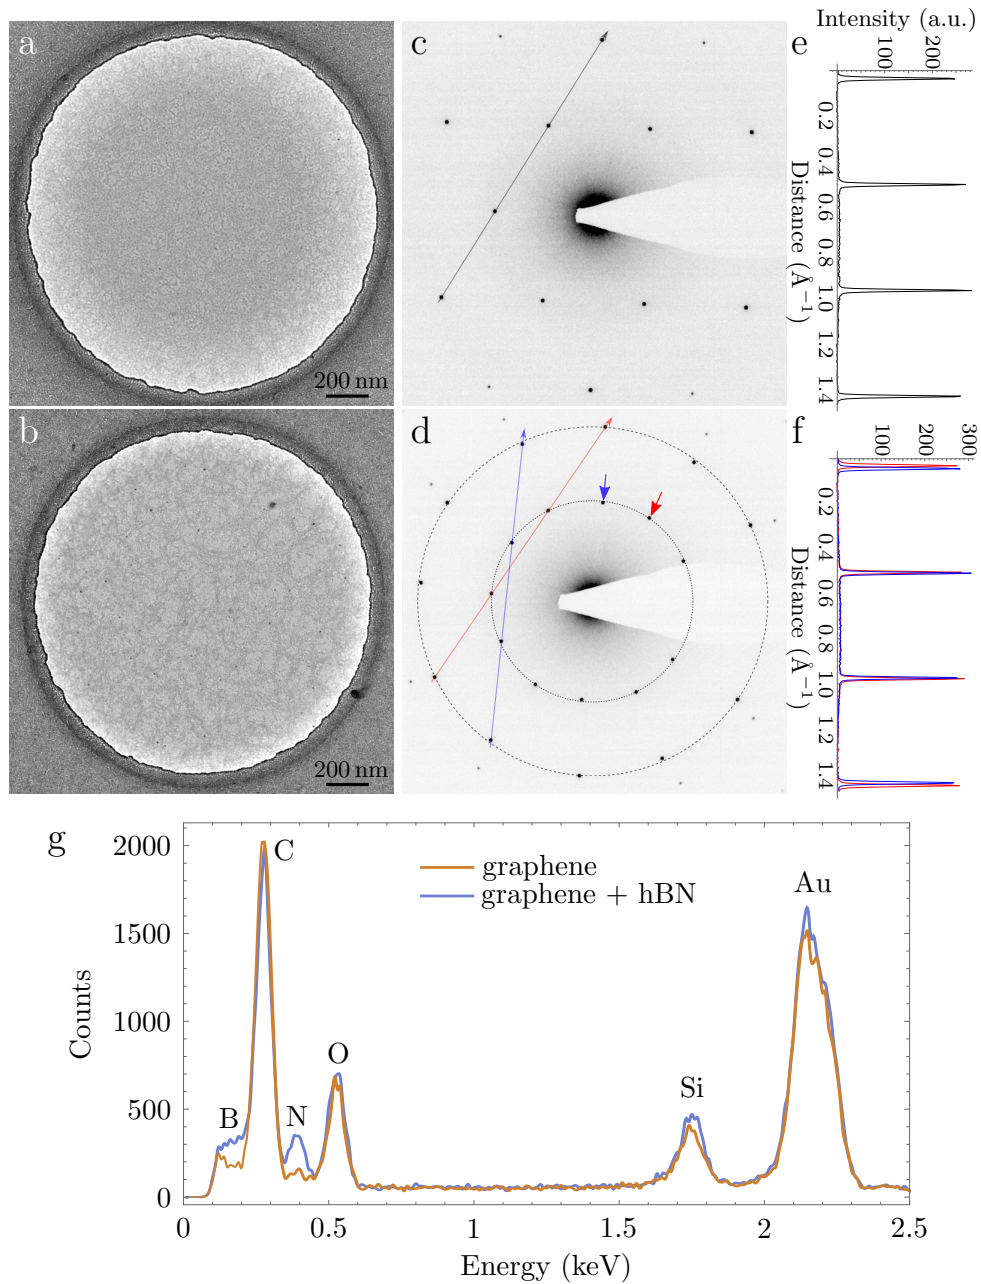 a
200 nm
b
200 nm
c
d
e
Intensity (a.u.)
100 200
0.2 0.4 0.6 0.8 1.0 1.2 1.4
Distance (Å⁻¹)
f
100 200 300
0.2 0.4 0.6 0.8 1.0 1.2 1.4
Distance (Å⁻¹)
g
graphene
graphene + hBN
B C N O Si Au
2000
1500
1000
500
0
Counts
0 0.5 1 1.5 2 2.5
Energy (keV)